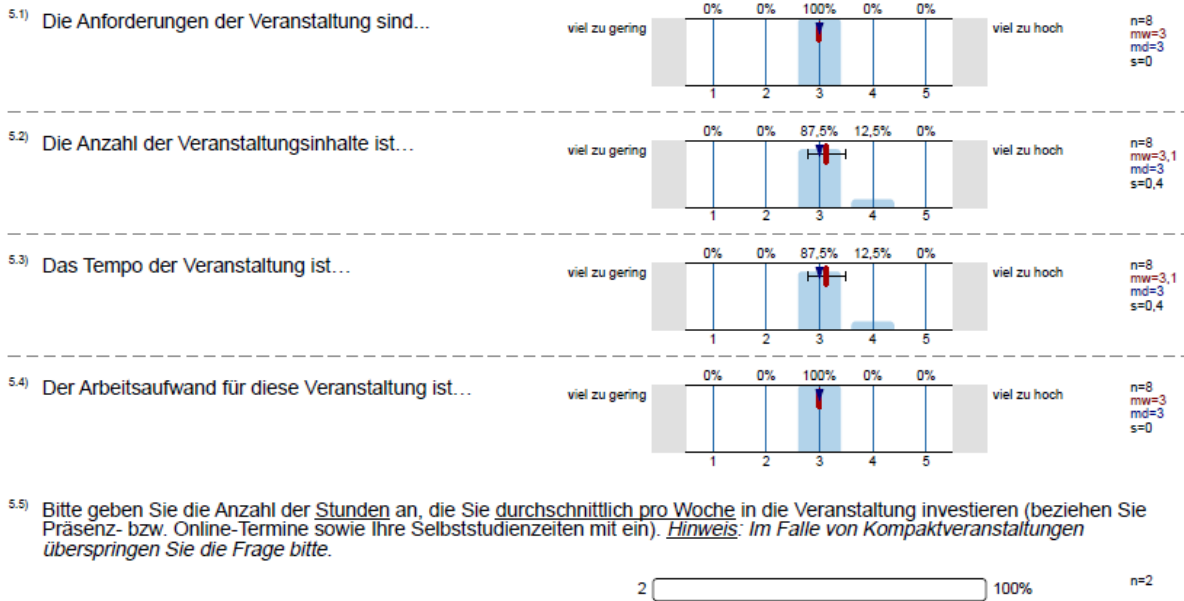 5.1) Die Anforderungen der Veranstaltung sind...
0% 0% 100% 0% 0%
viel zu gering viel zu hoch
1 2 3 4 5
n=8
mw=3
md=3
s=0
5.2) Die Anzahl der Veranstaltungsinhalte ist…
0% 0% 87,5% 12,5% 0%
viel zu gering viel zu hoch
1 2 3 4 5
n=8
mw=3,1
md=3
s=0,4
5.3) Das Tempo der Veranstaltung ist…
0% 0% 87,5% 12,5% 0%
viel zu gering viel zu hoch
1 2 3 4 5
n=8
mw=3,1
md=3
s=0,4
5.4) Der Arbeitsaufwand für diese Veranstaltung ist…
0% 0% 100% 0% 0%
viel zu gering viel zu hoch
1 2 3 4 5
n=8
mw=3
md=3
s=0
5.5) Bitte geben Sie die Anzahl der Stunden an, die Sie durchschnittlich pro Woche in die Veranstaltung investieren (beziehen Sie
Präsenz- bzw. Online-Termine sowie Ihre Selbststudienzeiten mit ein). Hinweis: Im Falle von Kompaktveranstaltungen
überspringen Sie die Frage bitte.
2 100% n=2